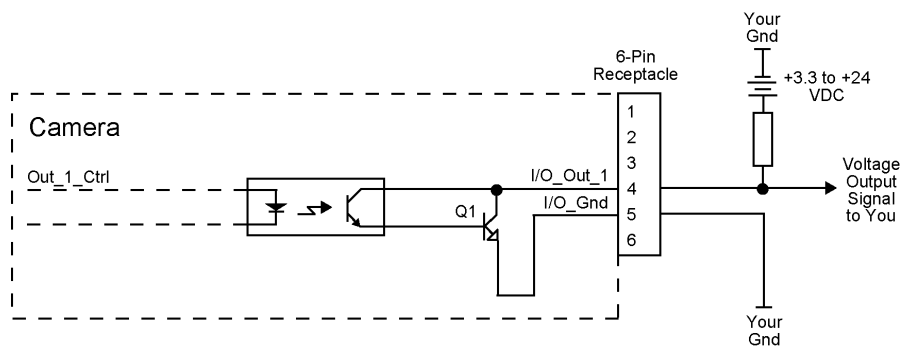 Your
Gnd
6-Pin
Receptacle
+3.3 to +24
VDC
Camera
1
2
3
Out_1_Ctrl
I/O_Out_1
4
Voltage
Output
Signal
to You
Q1
I/O_Gnd
5
6
Your
Gnd